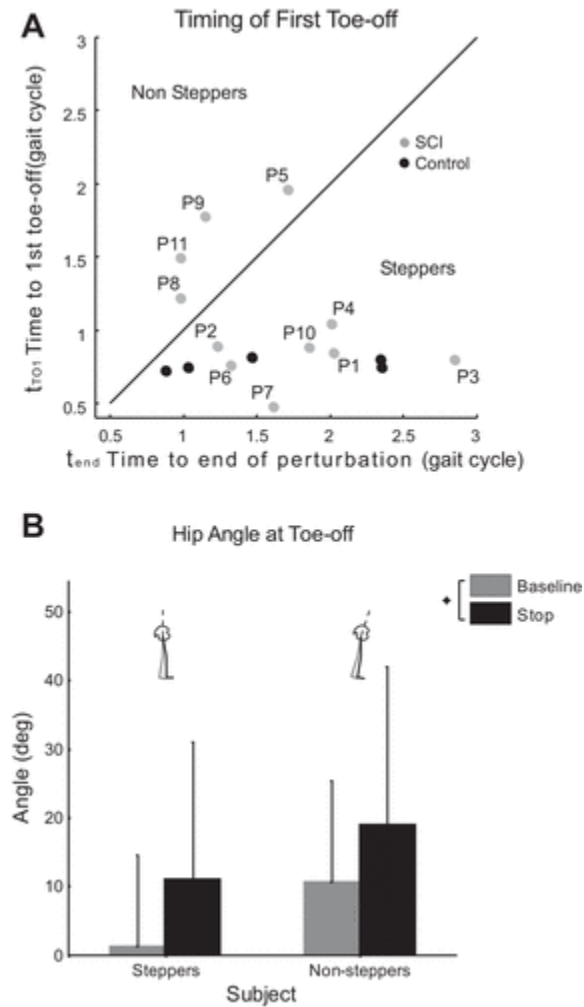 A
Timing of First Toe-off
tTO1 Time to 1st toe-off(gait cycle)
3
2.5
2
1.5
1
0.5
Non Steppers
SCI
Control
P5
P9
P11
Steppers
P8
P4
P2
P10
P6
P1
P3
P7
0.5 1 1.5 2 2.5 3
tend Time to end of perturbation (gait cycle)
B
Hip Angle at Toe-off
Baseline
Stop
Angle (deg)
50
40
30
20
10
0
Steppers Non-steppers
Subject